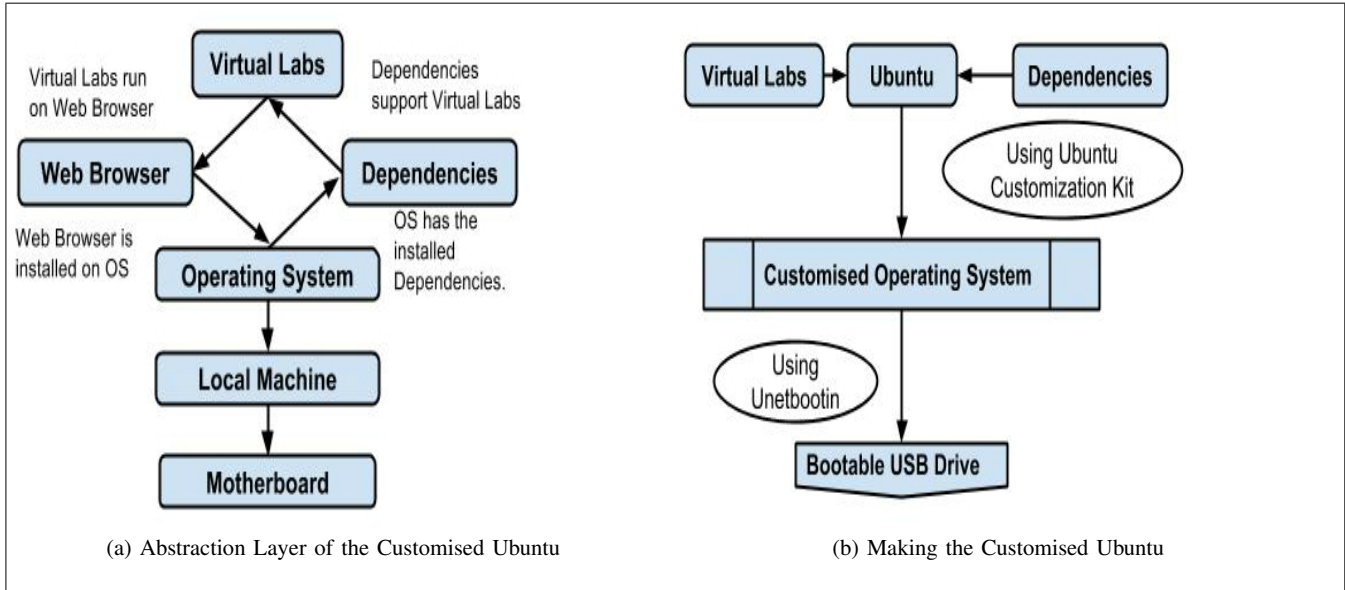 Virtual Labs
Virtual Labs run
on Web Browser
Dependencies
support Virtual Labs
Web Browser
Dependencies
Web Browser is
installed on OS
OS has the
installed
Dependencies.
Operating System
Local Machine
Motherboard
(a) Abstraction Layer of the Customised Ubuntu
Virtual Labs
Ubuntu
Dependencies
Using Ubuntu
Customization Kit
Customised Operating System
Using
Unetbootin
Bootable USB Drive
(b) Making the Customised Ubuntu